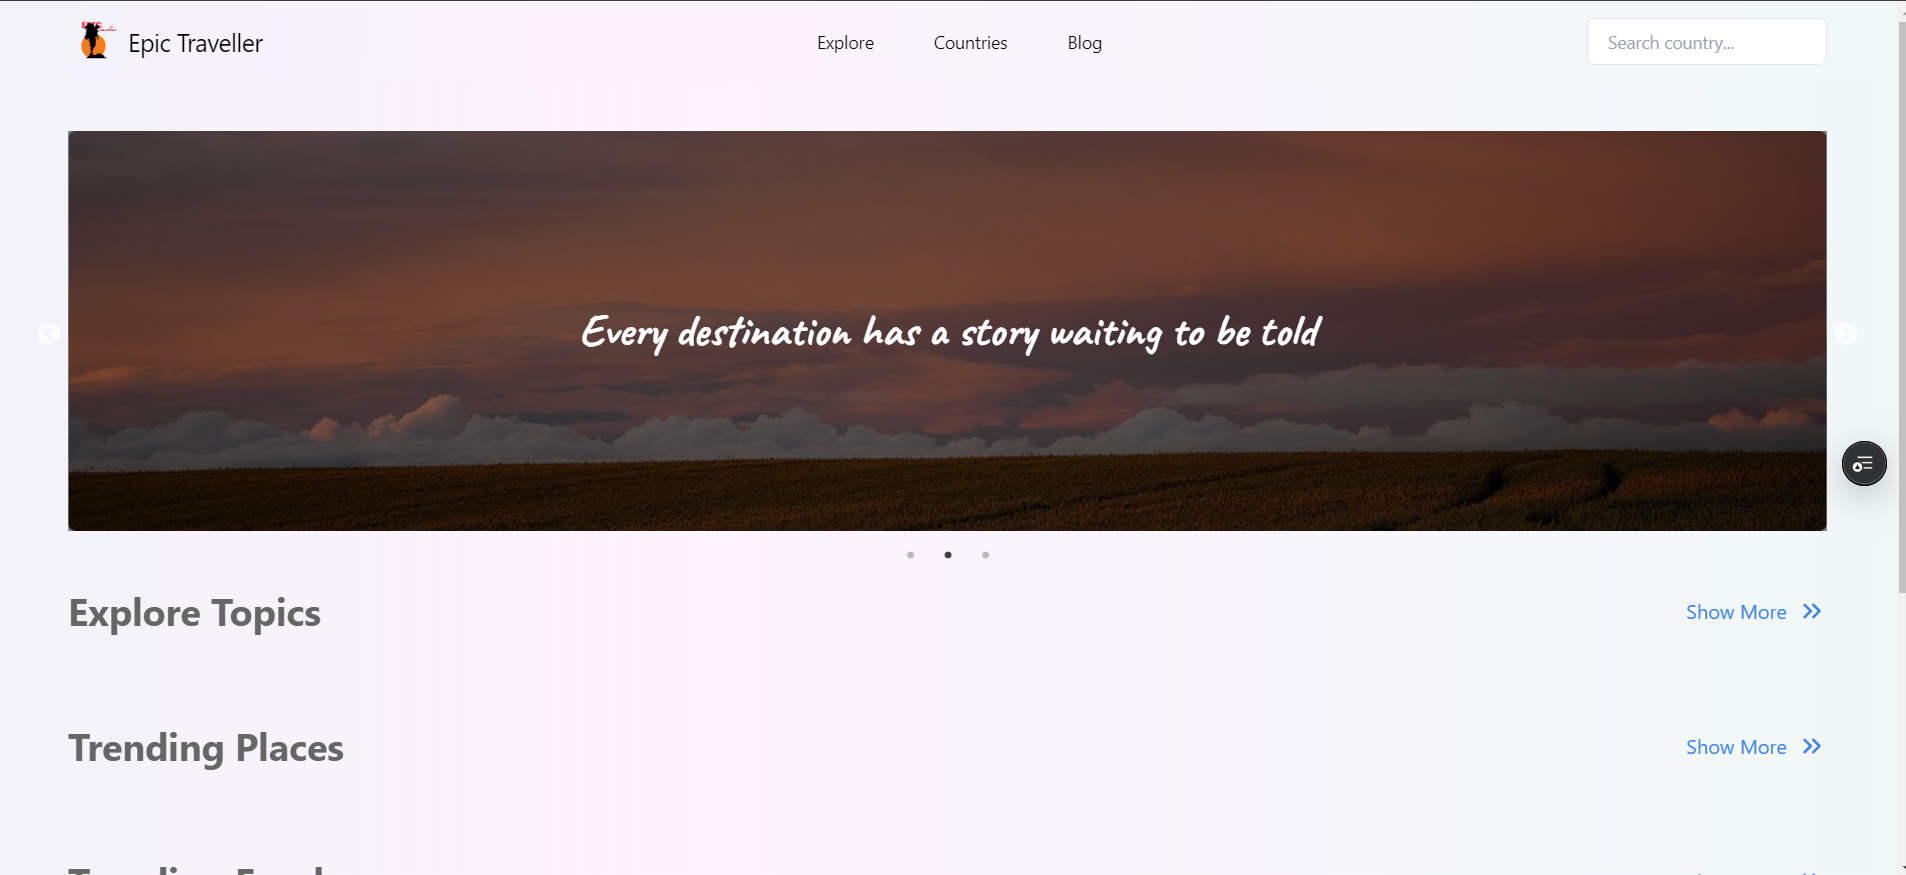 Epic Traveller
Explore
Countries
Blog
Search country...
Every destination has a story waiting to be told
Explore Topics
Show More
Trending Places
Show More